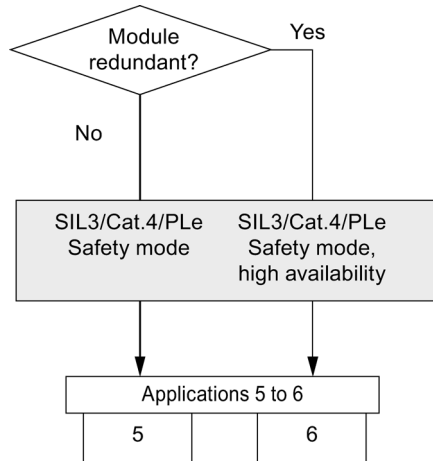 Module
redundant?
Yes
No
SIL3/Cat.4/PLe
Safety mode
SIL3/Cat.4/PLe
Safety mode,
high availability
Applications 5 to 6
5
6